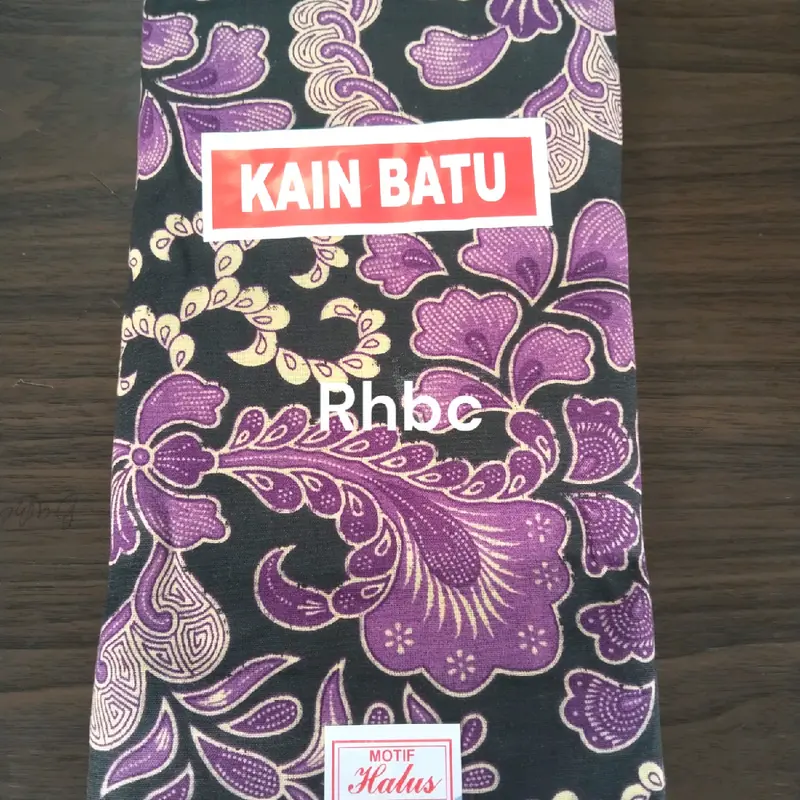 KAIN BATU
Rhbc
MOTIF
Halus